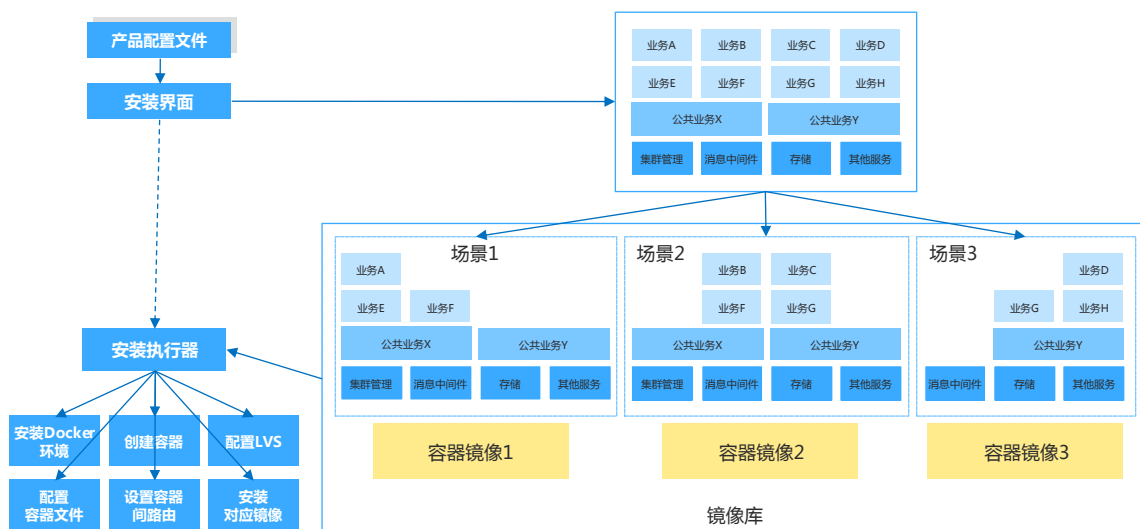 产品配置文件
安装界面
安装执行器
安装Docker
环境
创建容器
配置LVS
配置
容器文件
设置容器
间路由
安装
对应镜像
业务A
业务B
业务C
业务D
业务E
业务F
业务G
业务H
公共业务X
公共业务Y
集群管理
消息中间件
存储
其他服务
场景1
业务A
业务E
业务F
公共业务X
公共业务Y
集群管理
消息中间件
存储
其他服务
容器镜像1
场景2
业务B
业务C
业务F
业务G
公共业务X
公共业务Y
集群管理
消息中间件
存储
其他服务
容器镜像2
场景3
业务D
业务G
业务H
公共业务Y
消息中间件
存储
其他服务
容器镜像3
镜像库